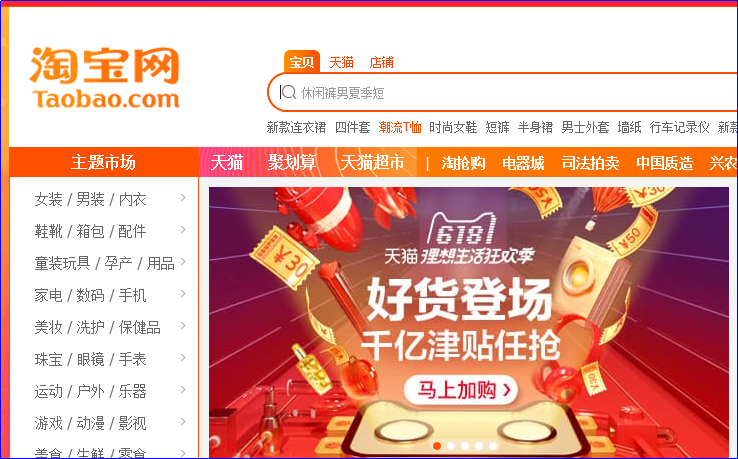 淘宝网
Taobao.com
宝贝 天猫 店铺
休闲裤男夏季短
新款连衣裙 四件套 潮流T恤 时尚女鞋 短裤 半身裙 男士外套 墙纸 行车记录仪 新款
主题市场 天猫 聚划算 天猫超市 | 淘抢购 电器城 司法拍卖 中国质造 兴农
女装 / 男装 / 内衣 >
鞋靴 / 箱包 / 配件 >
童装玩具 / 孕产 / 用品 >
家电 / 数码 / 手机 >
美妆 / 洗护 / 保健品 >
珠宝 / 眼镜 / 手表 >
运动 / 户外 / 乐器 >
游戏 / 动漫 / 影视 >
美食 / 生鲜 / 零食 >
618
天猫 理想生活狂欢季
好货登场
千亿津贴任抢
马上加购 >
¥50